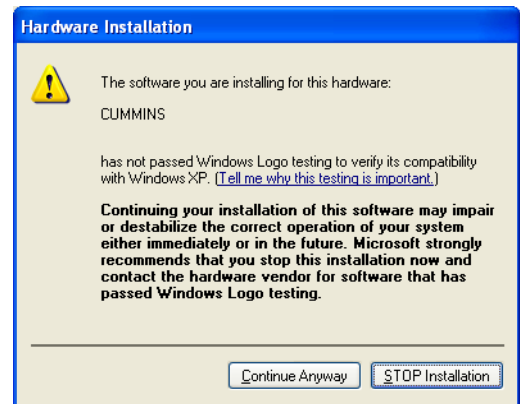 Hardware Installation
The software you are installing for this hardware:
CUMMINS
has not passed Windows Logo testing to verify its compatibility
with Windows XP. (Tell me why this testing is important.)
Continuing your installation of this software may impair
or destabilize the correct operation of your system
either immediately or in the future. Microsoft strongly
recommends that you stop this installation now and
contact the hardware vendor for software that has
passed Windows Logo testing.
Continue Anyway
STOP Installation